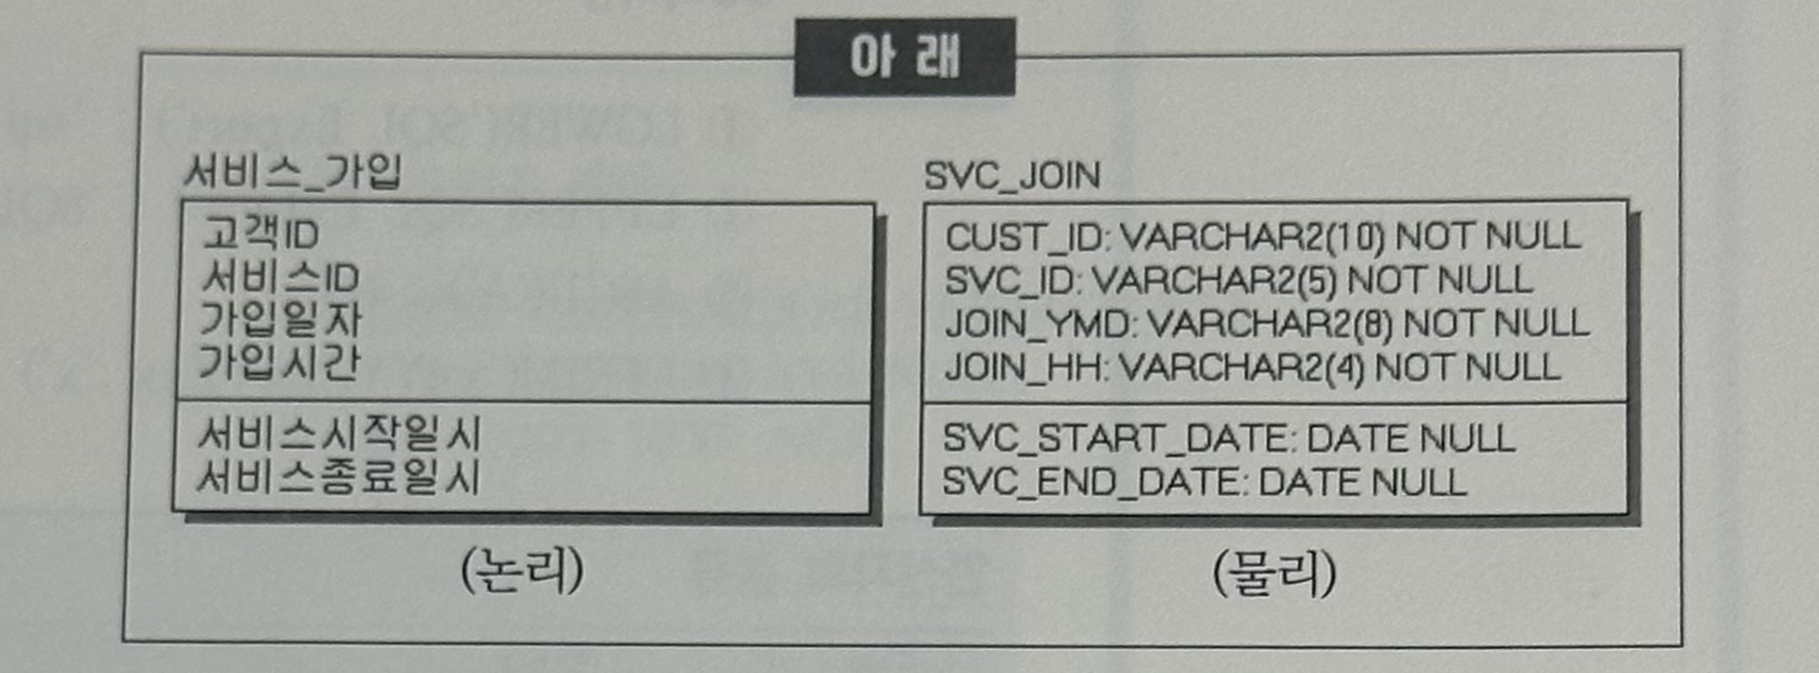 아 래
서비스_가입
고객ID
서비스ID
가입일자
가입시간
서비스시작일시
서비스종료일시
(논리)
SVC_JOIN
CUST_ID: VARCHAR2(10) NOT NULL
SVC_ID: VARCHAR2(5) NOT NULL
JOIN_YMD: VARCHAR2(8) NOT NULL
JOIN_HH: VARCHAR2(4) NOT NULL
SVC_START_DATE: DATE NULL
SVC_END_DATE: DATE NULL
(물리)